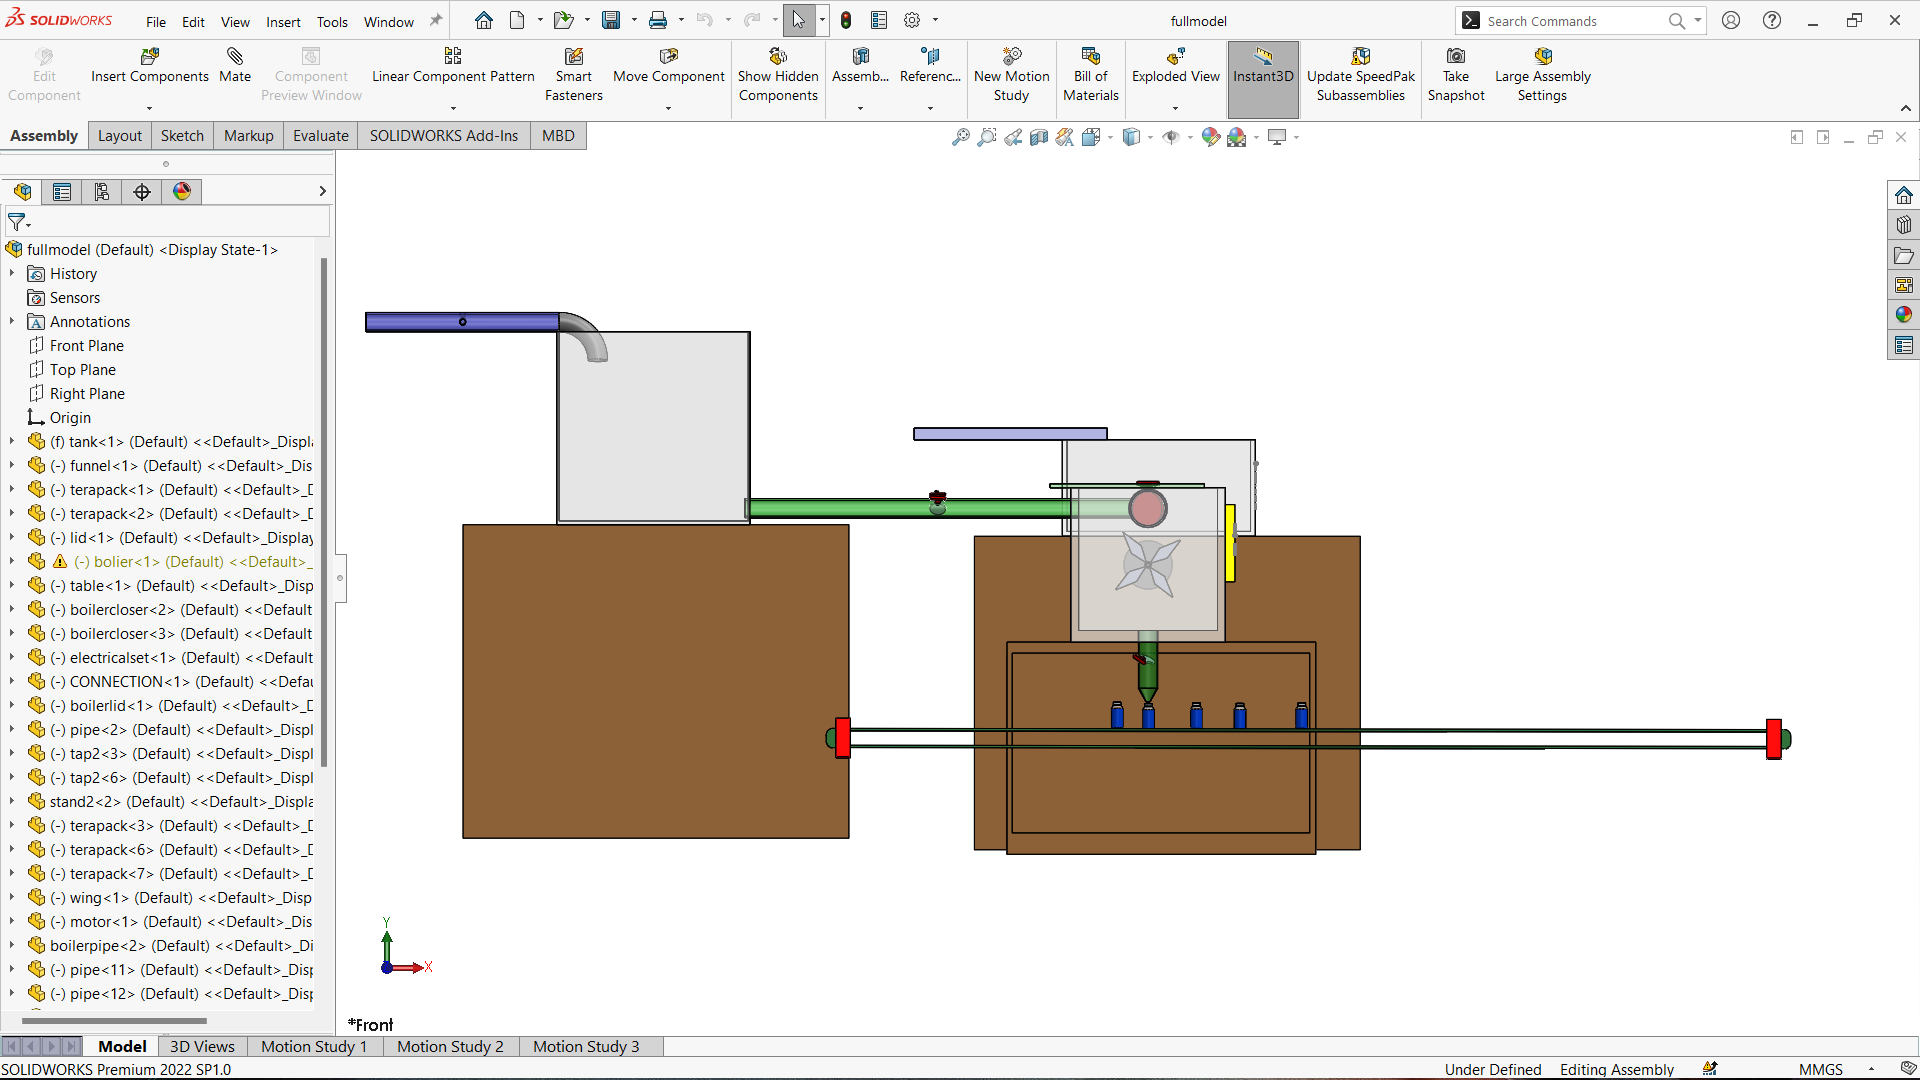 SOLIDWORKS File Edit View Insert Tools Window fullmodel Search Commands
Edit Component
Insert Components
Mate
Component Preview Window
Linear Component Pattern
Smart Fasteners
Move Component
Show Hidden Components
Assemb...
Referenc...
New Motion Study
Bill of Materials
Exploded View
Instant3D
Update SpeedPak Subassemblies
Take Snapshot
Large Assembly Settings
Assembly Layout Sketch Markup Evaluate SOLIDWORKS Add-Ins MBD
fullmodel (Default) <Display State-1>
History
Sensors
Annotations
Front Plane
Top Plane
Right Plane
Origin
(f) tank<1> (Default) <<Default>_Displ
(-) funnel<1> (Default) <<Default>_Dis
(-) terapack<1> (Default) <<Default>_D
(-) terapack<2> (Default) <<Default>_D
(-) lid<1> (Default) <<Default>_Display
(-) bolier<1> (Default) <<Default>_
(-) table<1> (Default) <<Default>_Disp
(-) boilercloser<2> (Default) <<Default
(-) boilercloser<3> (Default) <<Default
(-) electricalset<1> (Default) <<Default
(-) CONNECTION<1> (Default) <<Defau
(-) boilerlid<1> (Default) <<Default>_D
(-) pipe<2> (Default) <<Default>_Disp
(-) tap2<3> (Default) <<Default>_Displ
(-) tap2<6> (Default) <<Default>_Displ
stand2<2> (Default) <<Default>_Displa
(-) terapack<3> (Default) <<Default>_D
(-) terapack<6> (Default) <<Default>_D
(-) terapack<7> (Default) <<Default>_D
(-) wing<1> (Default) <<Default>_Disp
(-) motor<1> (Default) <<Default>_Dis
boilerpipe<2> (Default) <<Default>_Di
(-) pipe<11> (Default) <<Default>_Disp
(-) pipe<12> (Default) <<Default>_Disp
Y
X
*Front
Model 3D Views Motion Study 1 Motion Study 2 Motion Study 3
SOLIDWORKS Premium 2022 SP1.0 Under Defined Editing Assembly MMGS